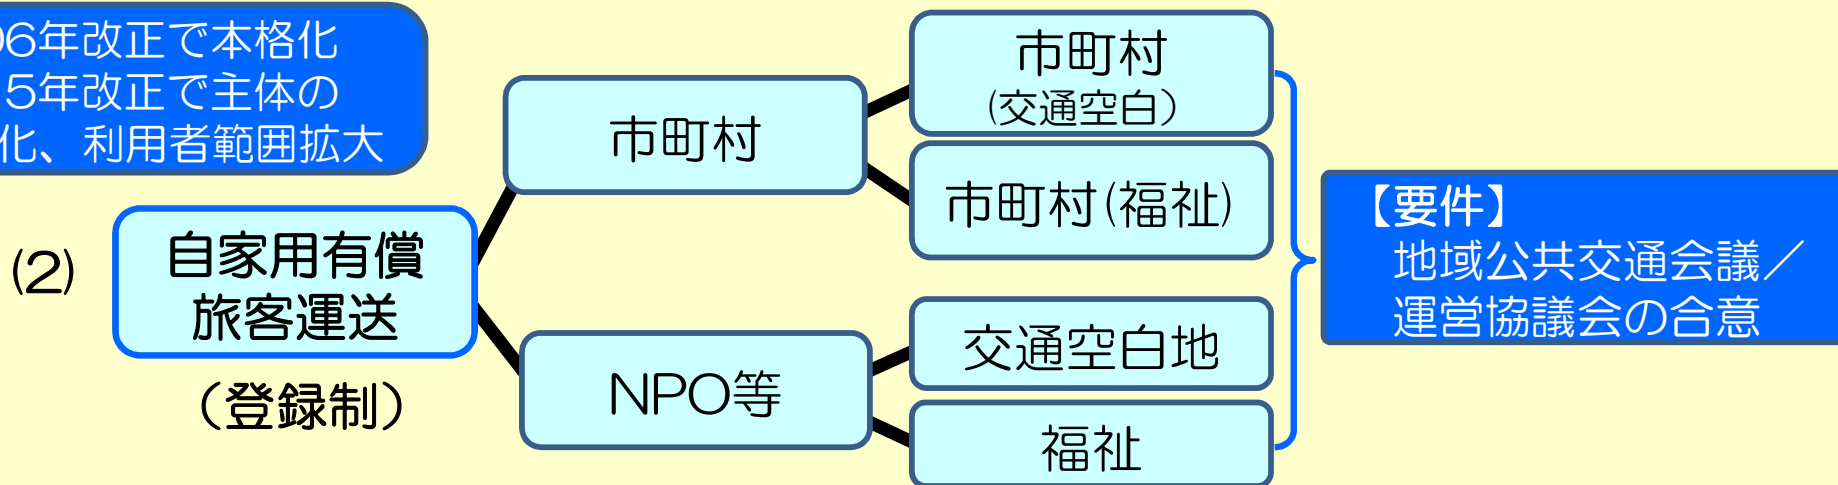 06年改正で本格化
5年改正で主体の
化、利用者範囲拡大
(2)
自家用有償
旅客運送
（登録制）
市町村
NPO等
市町村
(交通空白）
市町村(福祉)
交通空白地
福祉
【要件】
地域公共交通会議／
運営協議会の合意